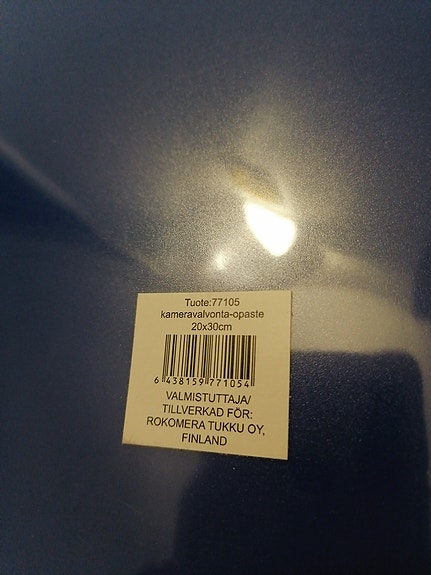 Tuote:77105
kameravalvonta-opaste
20x30cm
6 438159 771054
VALMISTUTTAJA/
TILLVERKAD FÖR:
ROKOMERA TUKKU OY,
FINLAND